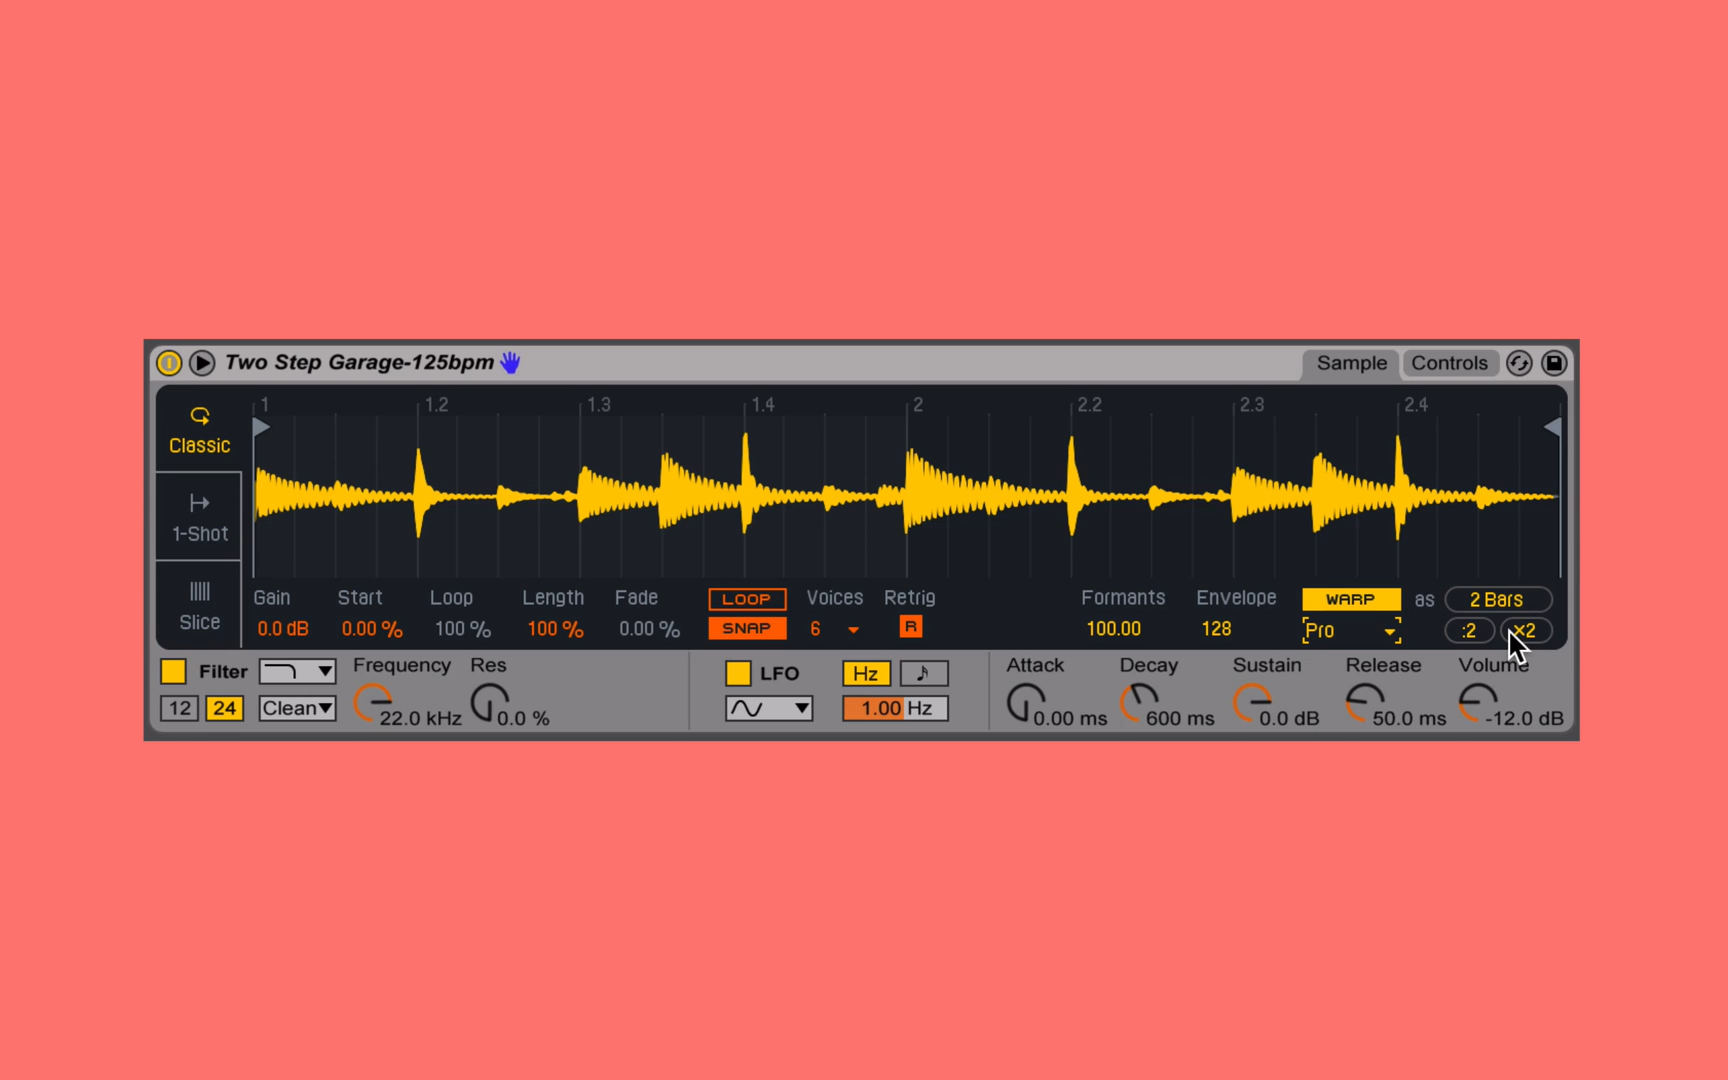 Two Step Garage-125bpm Sample Controls
1 1.2 1.3 1.4 2 2.2 2.3 2.4
Classic
1-Shot
Slice
Gain Start Loop Length Fade LOOP Voices Retrig Formants Envelope WARP as 2 Bars
0.0 dB 0.00 % 100 % 100 % 0.00 % SNAP 6 R 100.00 128 Pro :2 ×2
Filter Frequency Res LFO Hz Attack Decay Sustain Release Volume
12 24 Clean 22.0 kHz 0.0 % 1.00 Hz 0.00 ms 600 ms 0.0 dB 50.0 ms -12.0 dB